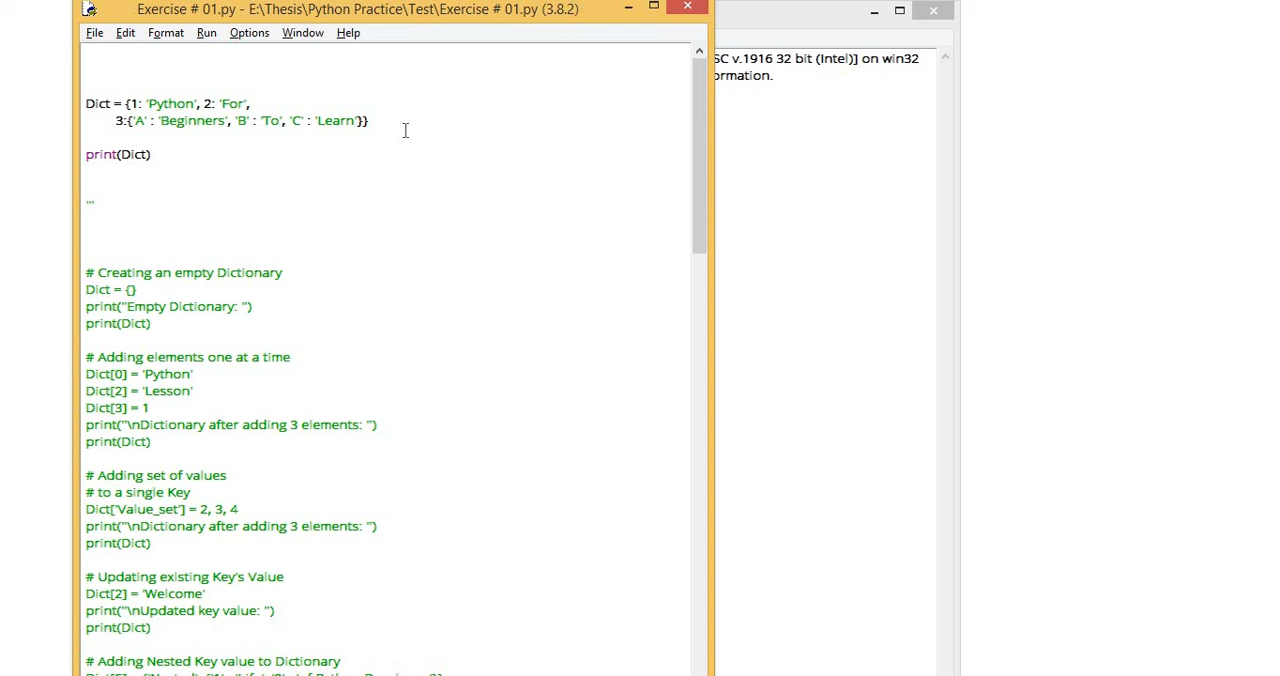 Exercise # 01.py - E:\Thesis\Python Practice\Test\Exercise # 01.py (3.8.2)
File Edit Format Run Options Window Help
SC v.1916 32 bit (Intel)] on win32
ormation.
Dict = {1: 'Python', 2: 'For',
3:{'A' : 'Beginners', 'B' : 'To', 'C' : 'Learn'}}
print(Dict)
'''
# Creating an empty Dictionary
Dict = {}
print("Empty Dictionary: ")
print(Dict)
# Adding elements one at a time
Dict[0] = 'Python'
Dict[2] = 'Lesson'
Dict[3] = 1
print("\nDictionary after adding 3 elements: ")
print(Dict)
# Adding set of values
# to a single Key
Dict['Value_set'] = 2, 3, 4
print("\nDictionary after adding 3 elements: ")
print(Dict)
# Updating existing Key's Value
Dict[2] = 'Welcome'
print("\nUpdated key value: ")
print(Dict)
# Adding Nested Key value to Dictionary